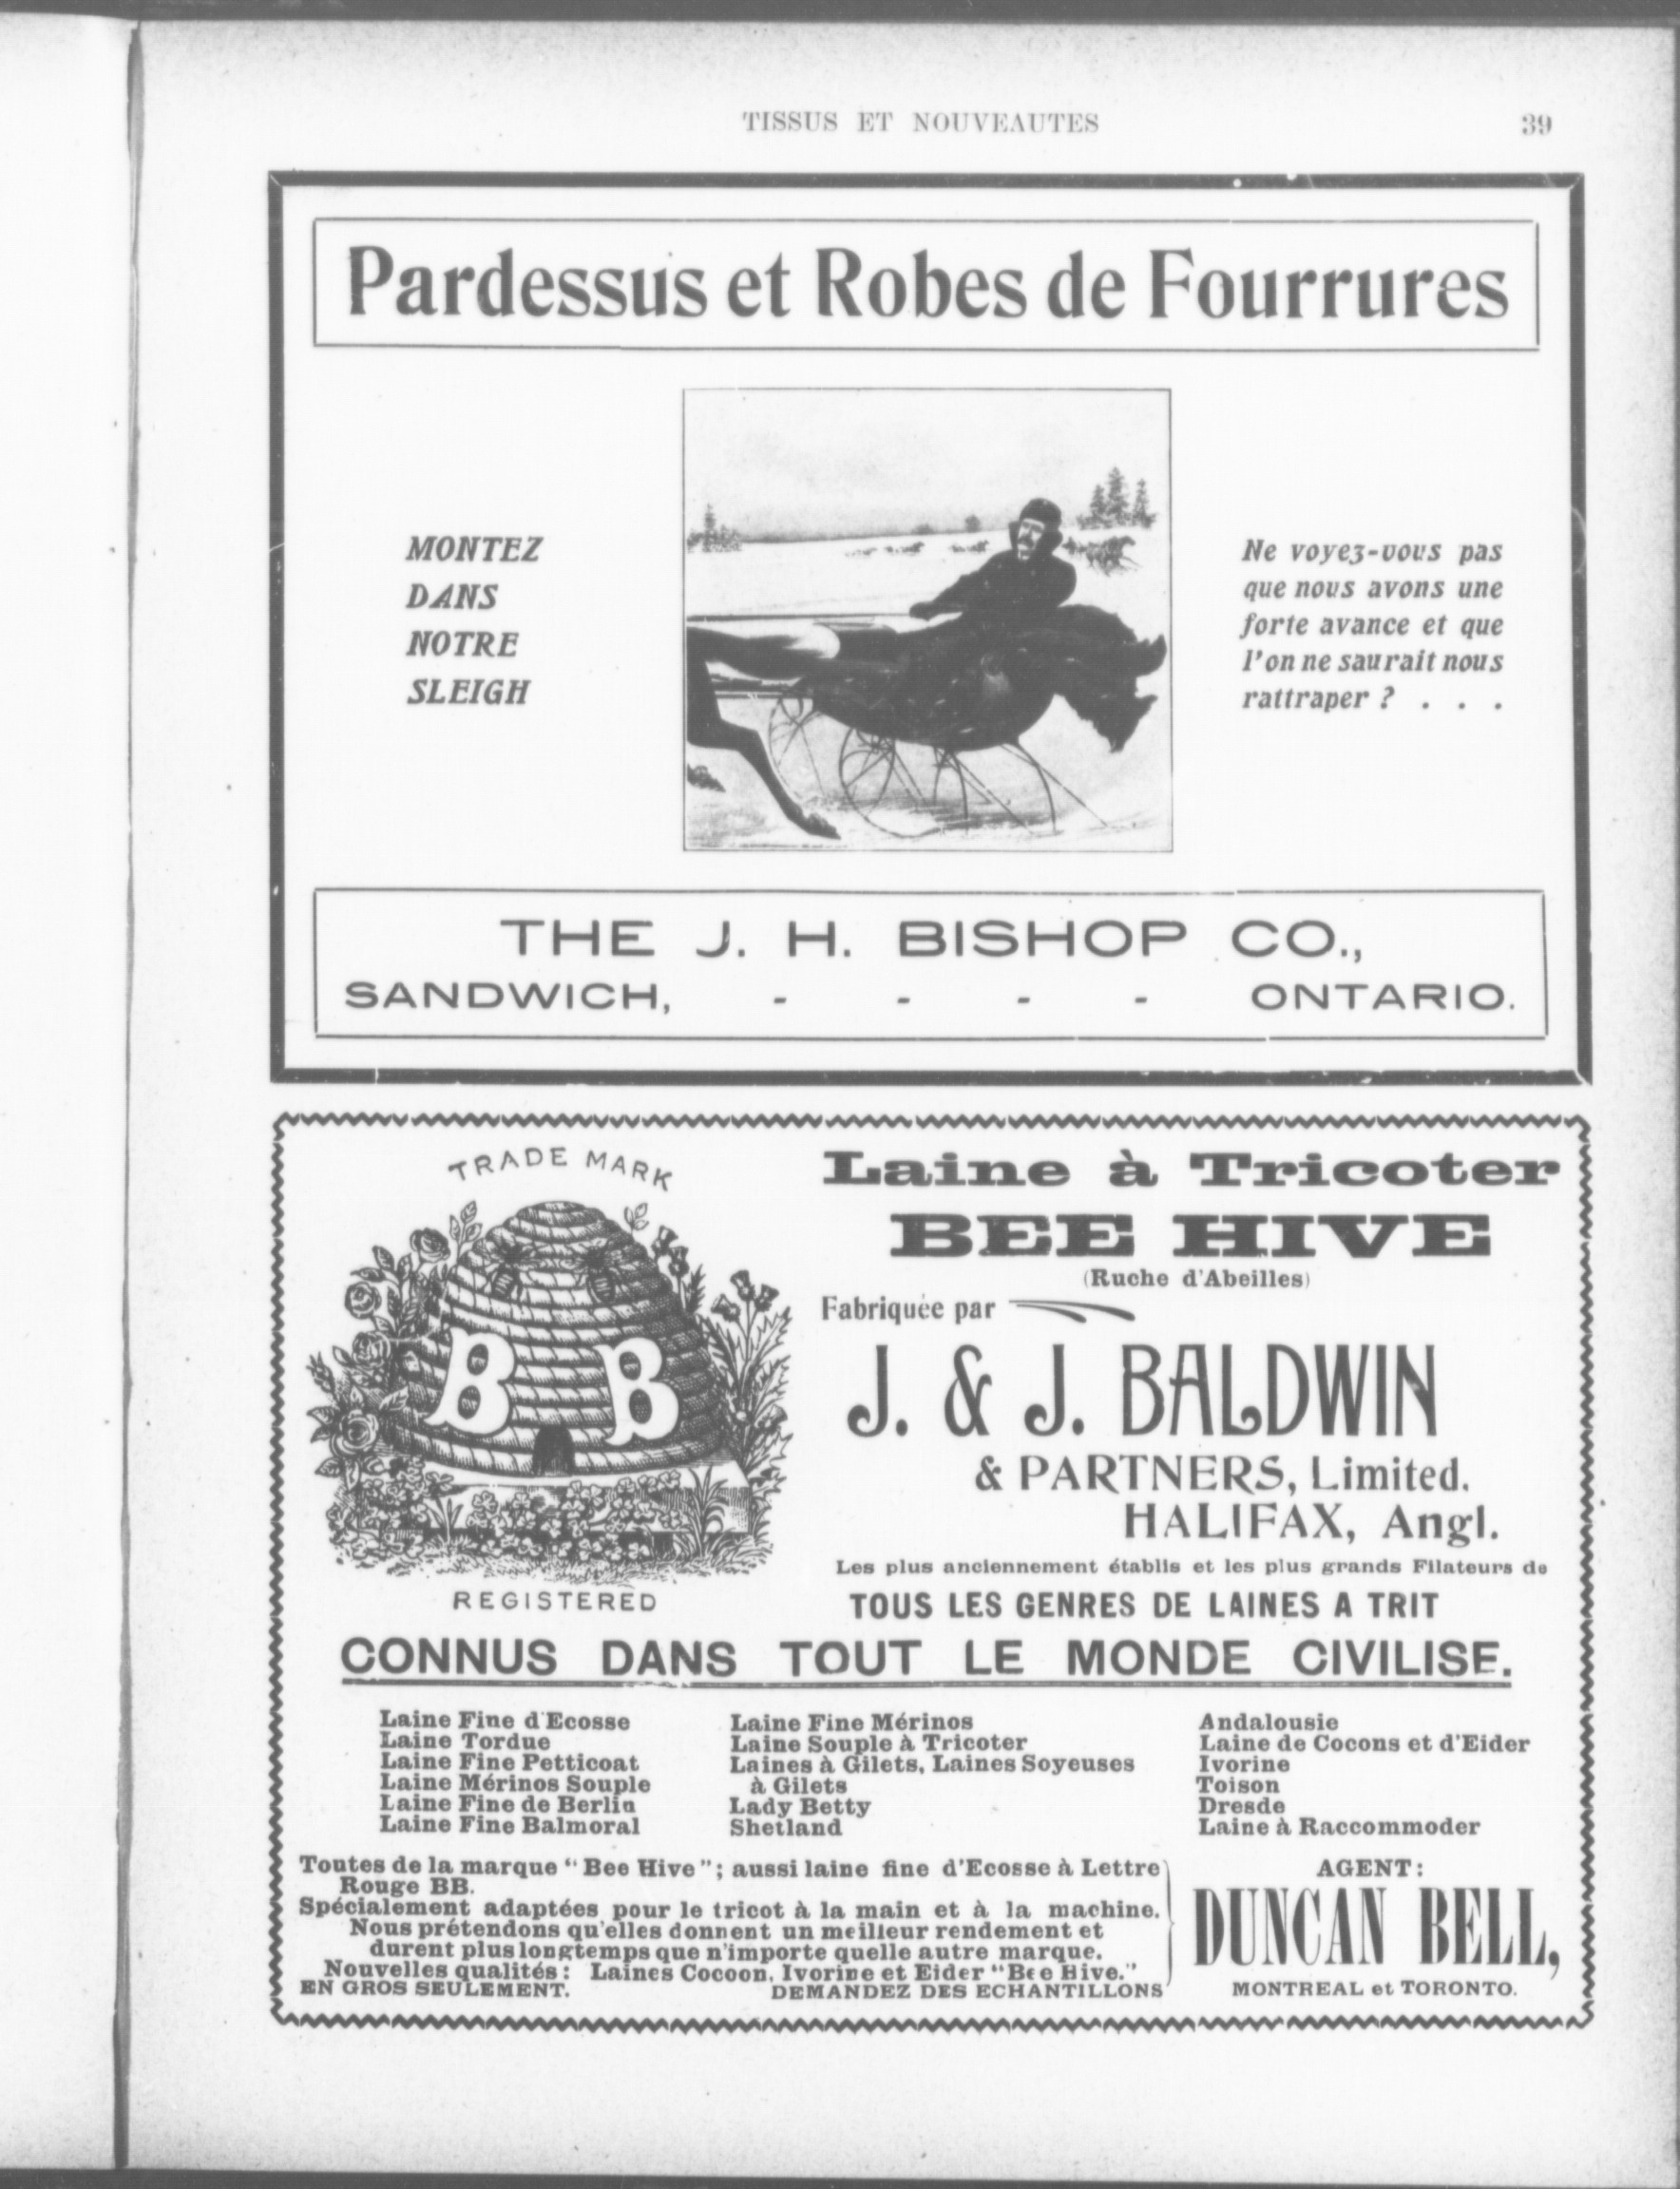 TISSUS ET NOUVEAUTES 39
Pardessus et Robes de Fourrures
MONTEZ
DANS
NOTRE
SLEIGH
Ne voyez-vous pas
que nous avons une
forte avance et que
l'on ne saurait nous
rattraper ? . . .
THE J. H. BISHOP CO.,
SANDWICH, - - - - ONTARIO.
TRADE MARK
B B
REGISTERED
Laine à Tricoter
BEE HIVE
(Ruche d'Abeilles)
Fabriquée par
J. & J. BALDWIN
& PARTNERS, Limited.
HALIFAX, Angl.
Les plus anciennement établis et les plus grands Filateurs de
TOUS LES GENRES DE LAINES A TRIT
CONNUS DANS TOUT LE MONDE CIVILISE.
Laine Fine d'Ecosse
Laine Tordue
Laine Fine Petticoat
Laine Mérinos Souple
Laine Fine de Berlin
Laine Fine Balmoral
Laine Fine Mérinos
Laine Souple à Tricoter
Laines à Gilets, Laines Soyeuses
à Gilets
Lady Betty
Shetland
Andalousie
Laine de Cocons et d'Eider
Ivorine
Toison
Dresde
Laine à Raccommoder
Toutes de la marque "Bee Hive"; aussi laine fine d'Ecosse à Lettre
Rouge BB.
Spécialement adaptées pour le tricot à la main et à la machine.
Nous prétendons qu'elles donnent un meilleur rendement et
durent plus longtemps que n'importe quelle autre marque.
Nouvelles qualités: Laines Cocoon, Ivorine et Eider "Bee Hive."
EN GROS SEULEMENT. DEMANDEZ DES ECHANTILLONS
AGENT:
DUNCAN BELL,
MONTREAL et TORONTO.